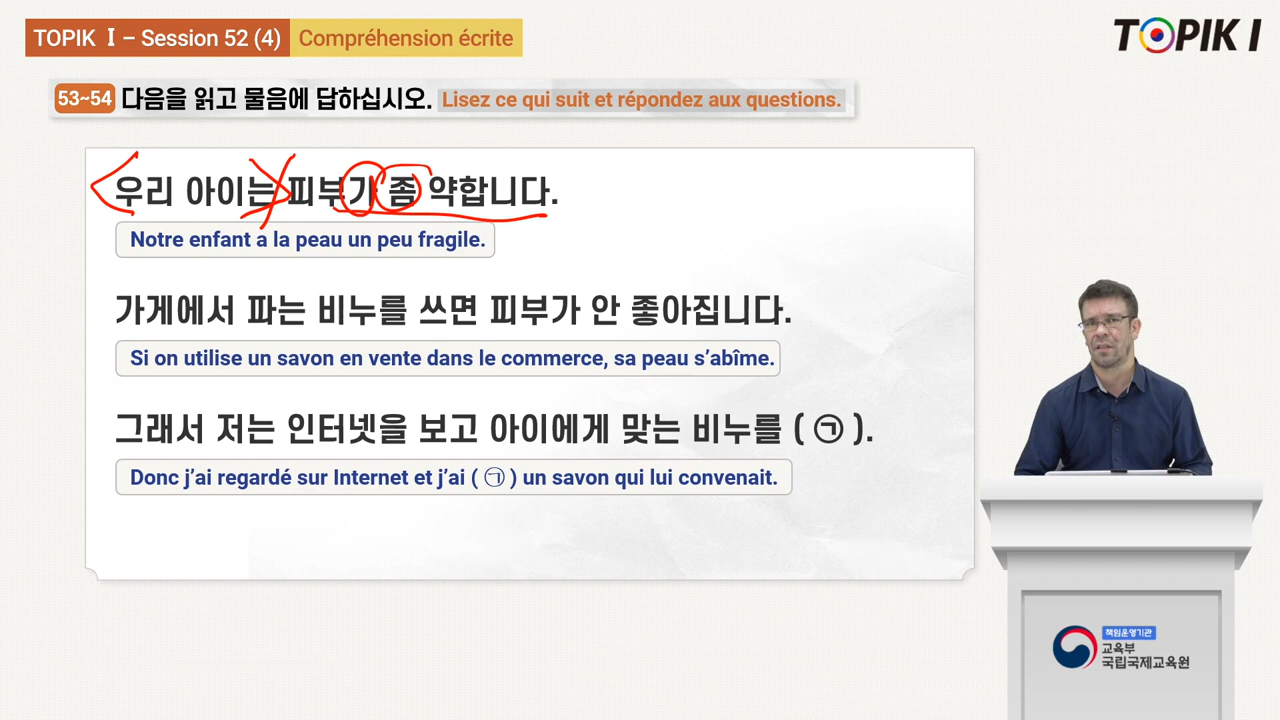 TOPIK Ⅰ – Session 52 (4) Compréhension écrite
TOPIK I
53~54 다음을 읽고 물음에 답하십시오. Lisez ce qui suit et répondez aux questions.
우리 아이는 피부가 좀 약합니다.
Notre enfant a la peau un peu fragile.
가게에서 파는 비누를 쓰면 피부가 안 좋아집니다.
Si on utilise un savon en vente dans le commerce, sa peau s’abîme.
그래서 저는 인터넷을 보고 아이에게 맞는 비누를 ( ㉠ ).
Donc j’ai regardé sur Internet et j’ai ( ㉠ ) un savon qui lui convenait.
책임운영기관
교육부
국립국제교육원